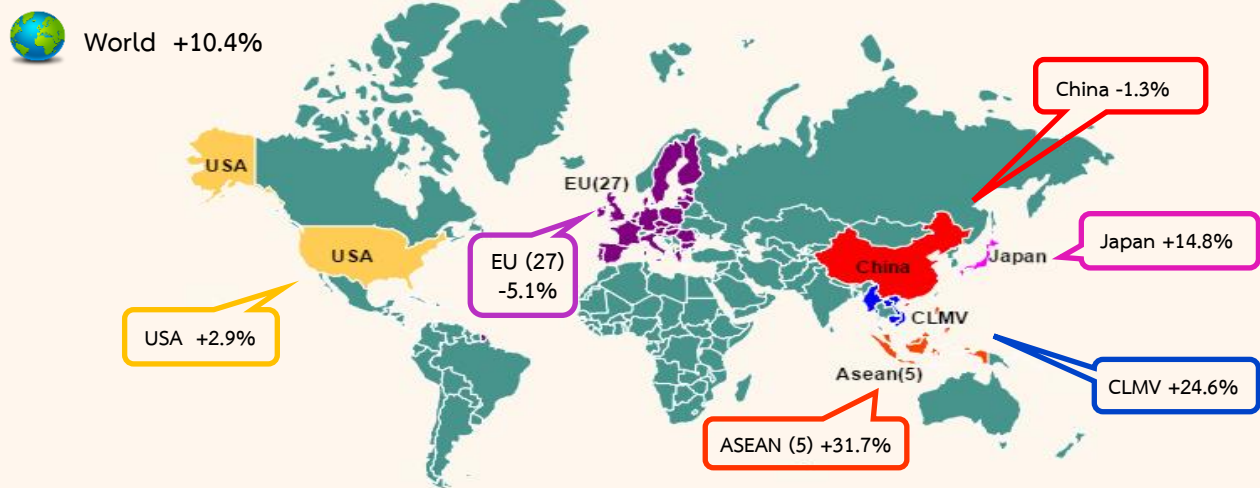 World +10.4%
China -1.3%
USA
EU(27)
Japan +14.8%
EU (27)
-5.1%
USA
China
Japan
CLMV
USA +2.9%
Asean(5)
CLMV +24.6%
ASEAN (5) +31.7%